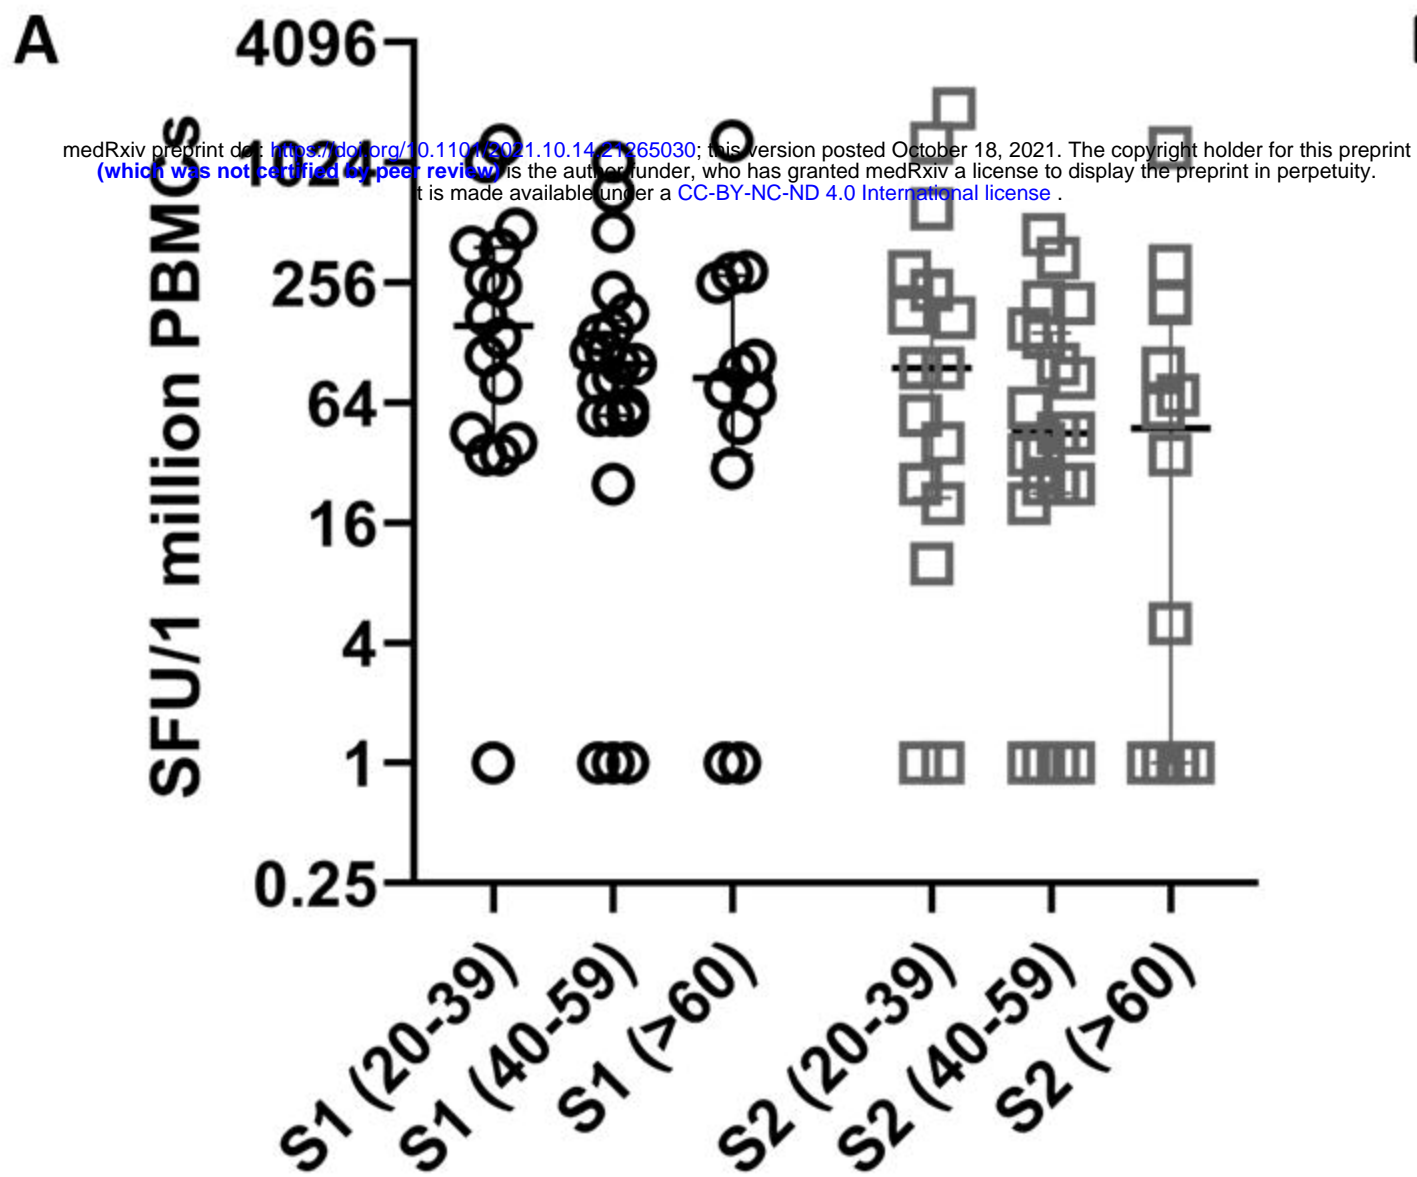 A
4096
medRxiv preprint doi: https://doi.org/10.1101/2021.10.14.21265030; this version posted October 18, 2021. The copyright holder for this preprint
1024
(which was not certified by peer review) is the author/funder, who has granted medRxiv a license to display the preprint in perpetuity.
It is made available under a CC-BY-NC-ND 4.0 International license .
256
64
16
4
1
0.25
SFU/1 million PBMCs
S1 (20-39)
S1 (40-59)
S1 (>60)
S2 (20-39)
S2 (40-59)
S2 (>60)